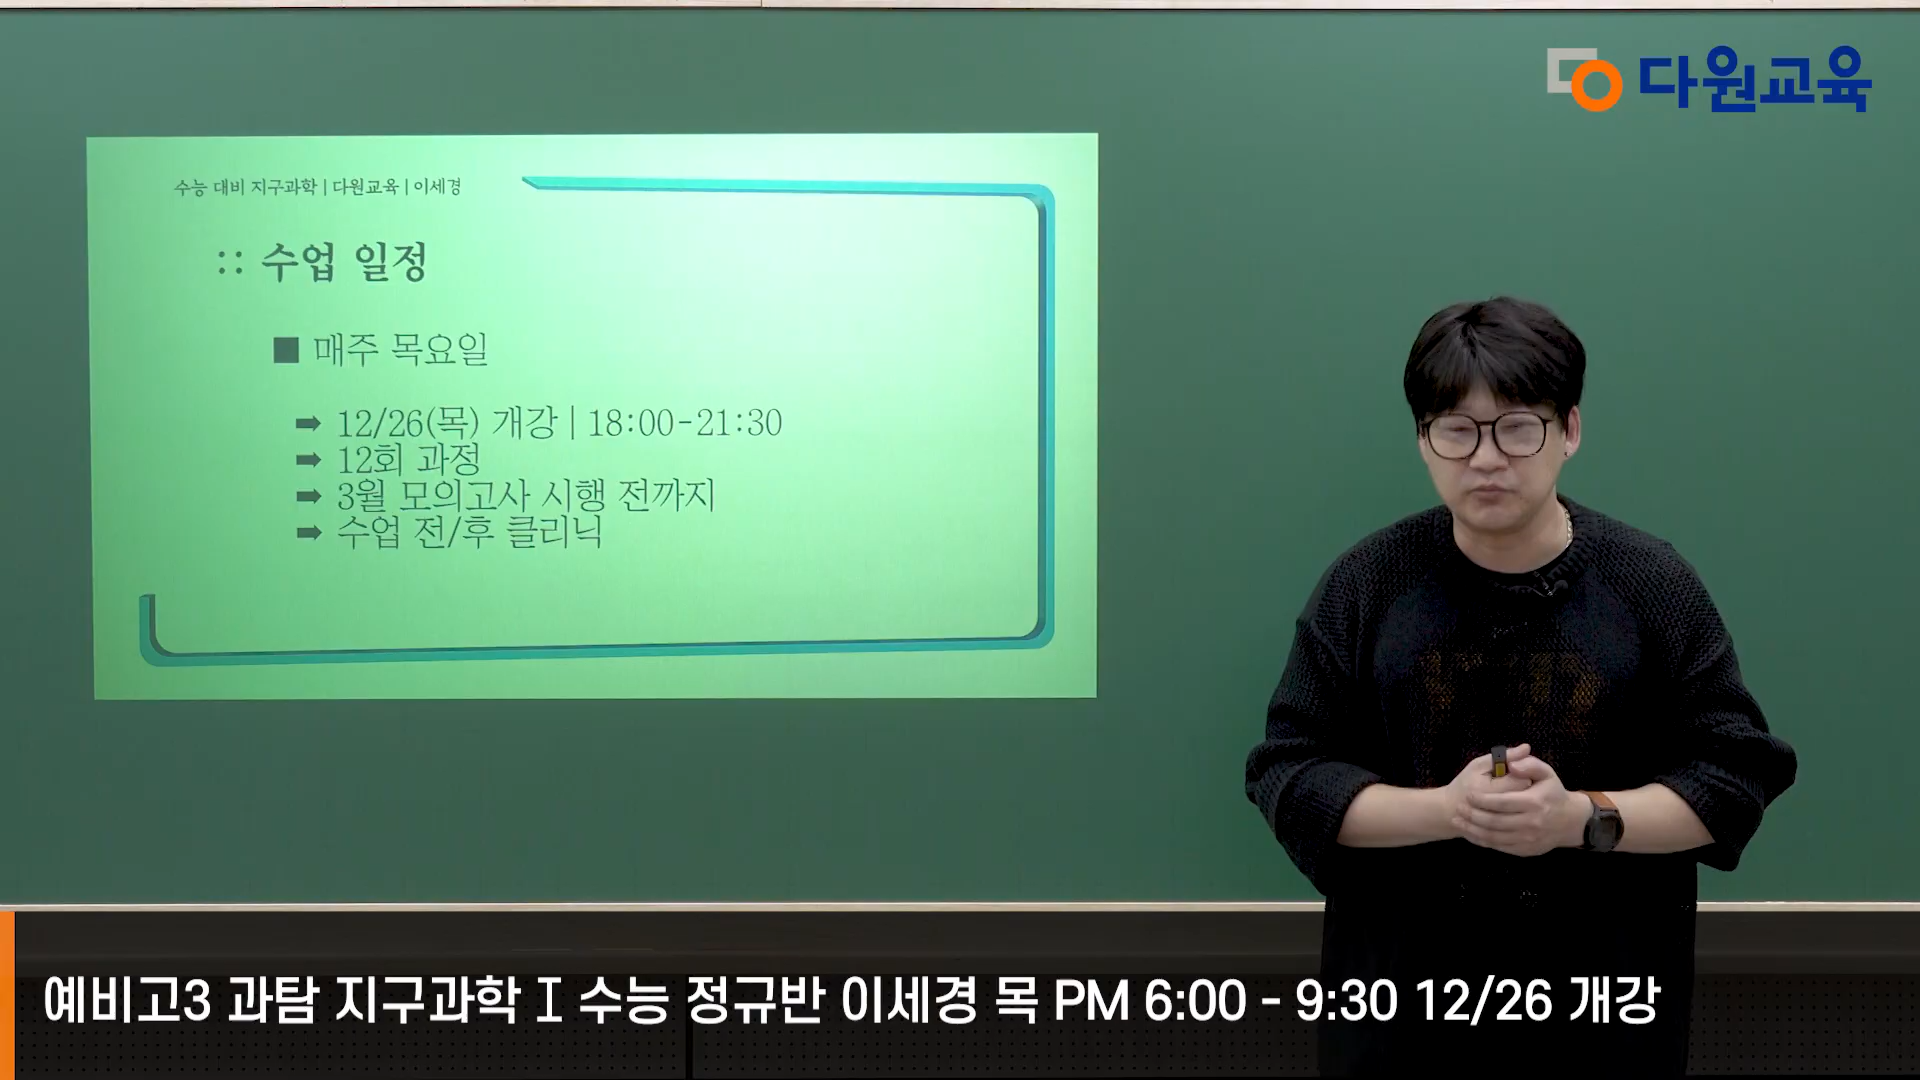 다원교육
수능 대비 지구과학 | 다원교육 | 이세경
:: 수업 일정
■ 매주 목요일
➡ 12/26(목) 개강 | 18:00-21:30
➡ 12회 과정
➡ 3월 모의고사 시행 전까지
➡ 수업 전/후 클리닉
예비고3 과탐 지구과학 I 수능 정규반 이세경 목 PM 6:00 - 9:30 12/26 개강